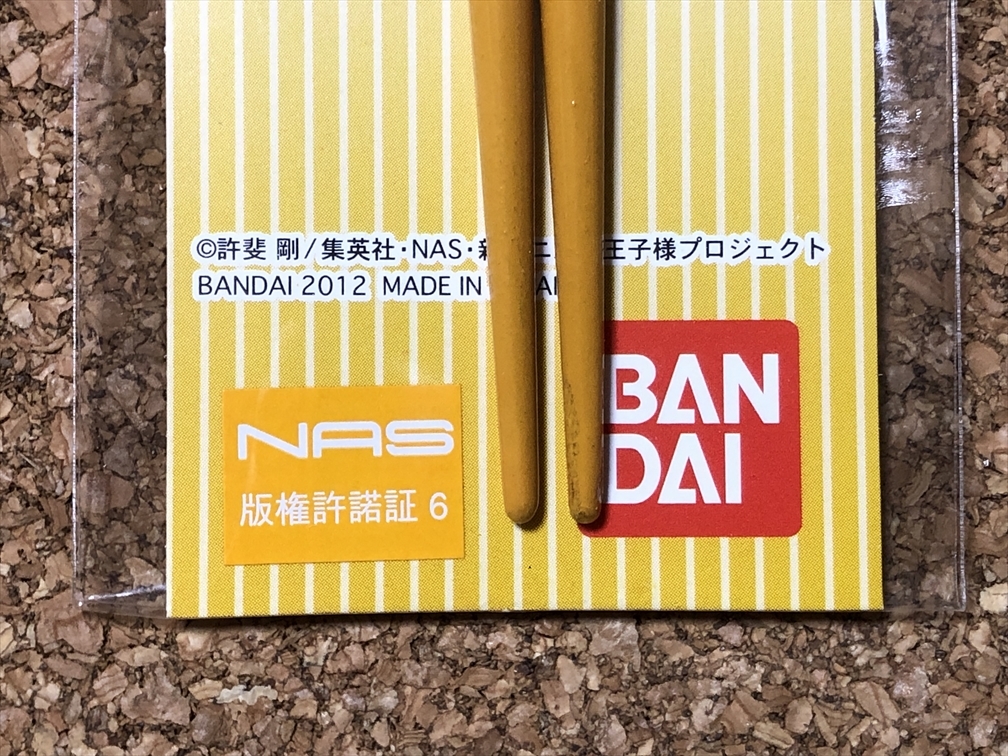 ©許斐 剛/集英社・NAS・新 ニ 王子様プロジェクト
BANDAI 2012 MADE IN
NAS
版権許諾証 6
BAN
DAI